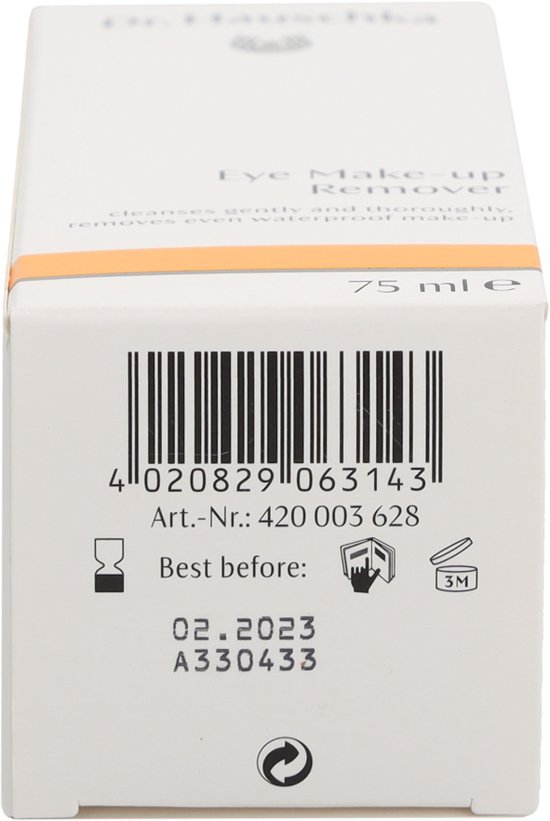 Dr. Hauschka
Eye Make-up
Remover
cleanses gently and thoroughly,
removes even waterproof make-up
75 ml e
4 020829 063143
Art.-Nr.: 420 003 628
Best before:
3M
02.2023
A330433